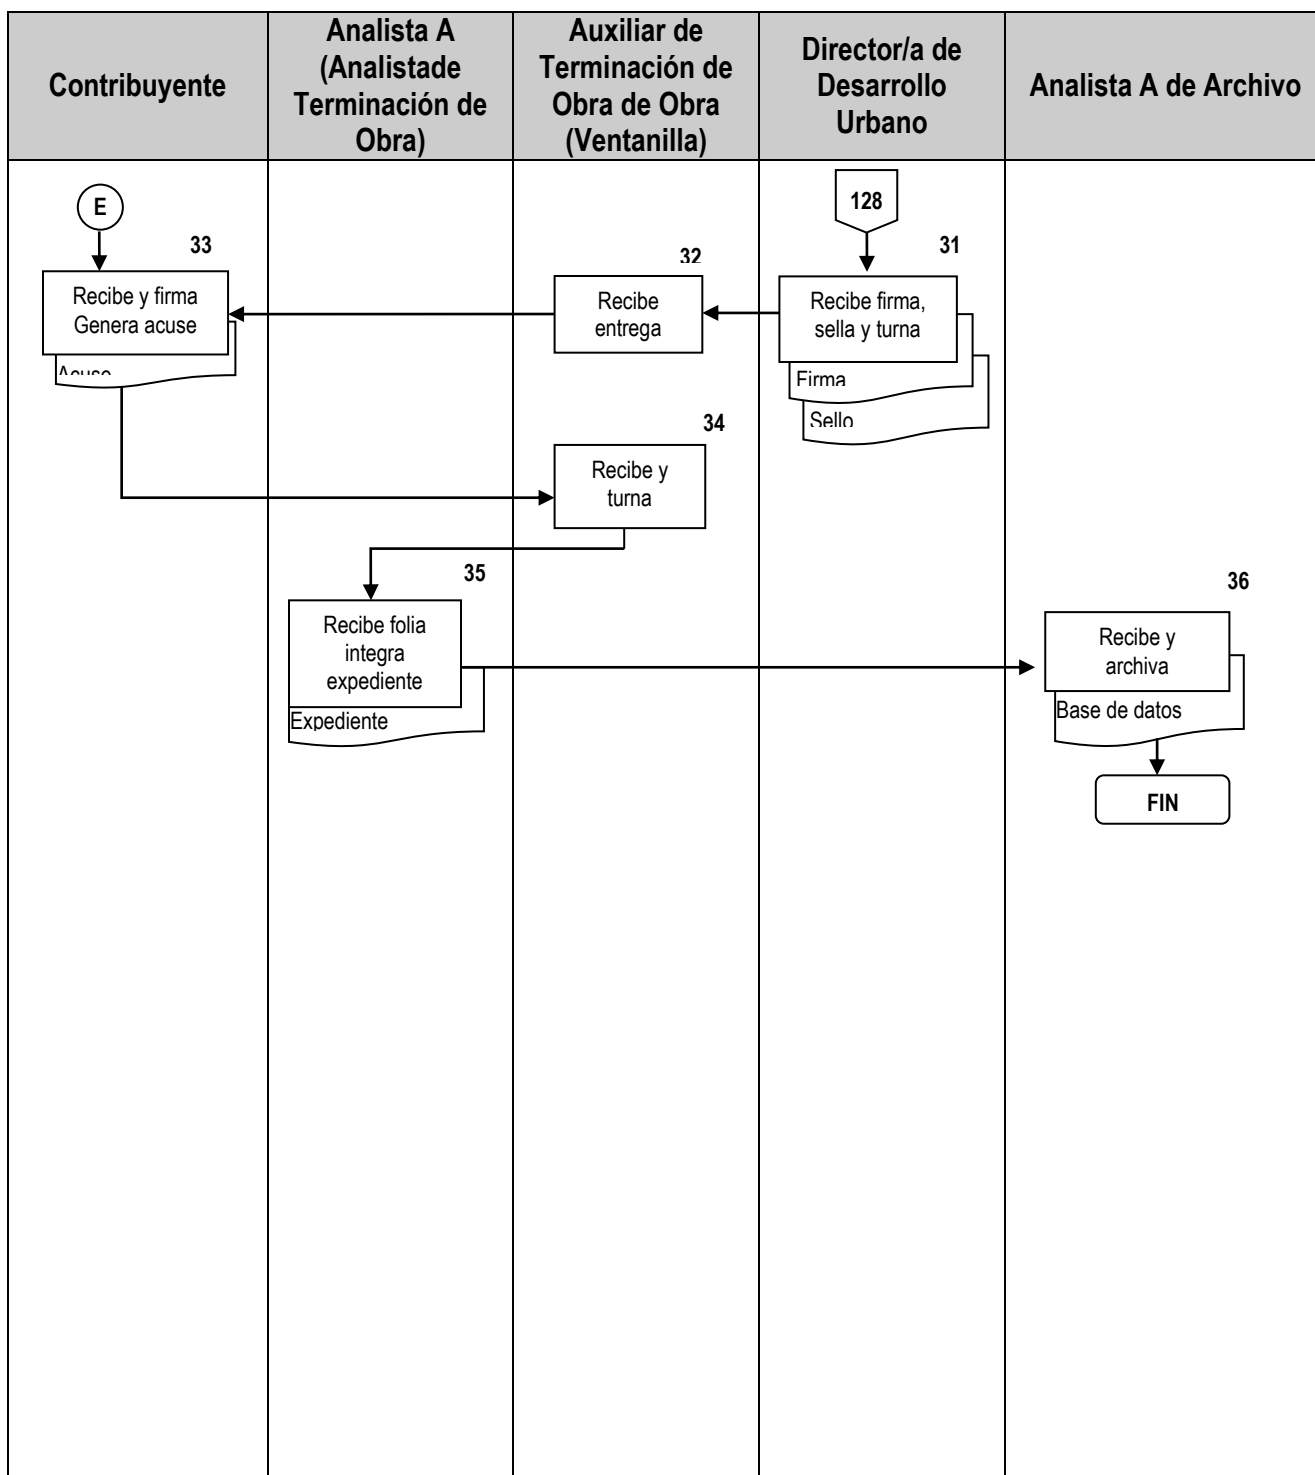 Contribuyente
Analista A
(Analistade
Terminación de
Obra)
Auxiliar de
Terminación de
Obra de Obra
(Ventanilla)
Director/a de
Desarrollo
Urbano
Analista A de Archivo
E
128
33
32
31
Recibe y firma
Genera acuse
Acuse
Recibe
entrega
Recibe firma,
sella y turna
Firma
Sello
34
Recibe y
turna
35
Recibe folia
integra
expediente
Expediente
36
Recibe y
archiva
Base de datos
FIN